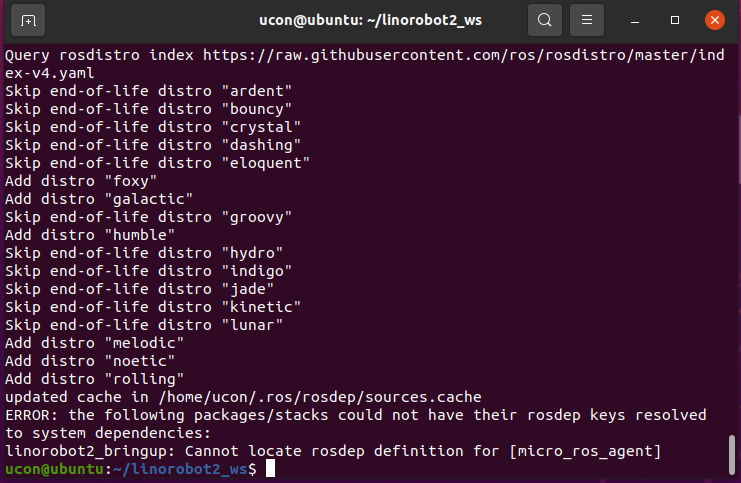 ucon@ubuntu: ~/linorobot2_ws
Query rosdistro index https://raw.githubusercontent.com/ros/rosdistro/master/ind
ex-v4.yaml
Skip end-of-life distro "ardent"
Skip end-of-life distro "bouncy"
Skip end-of-life distro "crystal"
Skip end-of-life distro "dashing"
Skip end-of-life distro "eloquent"
Add distro "foxy"
Add distro "galactic"
Skip end-of-life distro "groovy"
Add distro "humble"
Skip end-of-life distro "hydro"
Skip end-of-life distro "indigo"
Skip end-of-life distro "jade"
Skip end-of-life distro "kinetic"
Skip end-of-life distro "lunar"
Add distro "melodic"
Add distro "noetic"
Add distro "rolling"
updated cache in /home/ucon/.ros/rosdep/sources.cache
ERROR: the following packages/stacks could not have their rosdep keys resolved
to system dependencies:
linorobot2_bringup: Cannot locate rosdep definition for [micro_ros_agent]
ucon@ubuntu:~/linorobot2_ws$